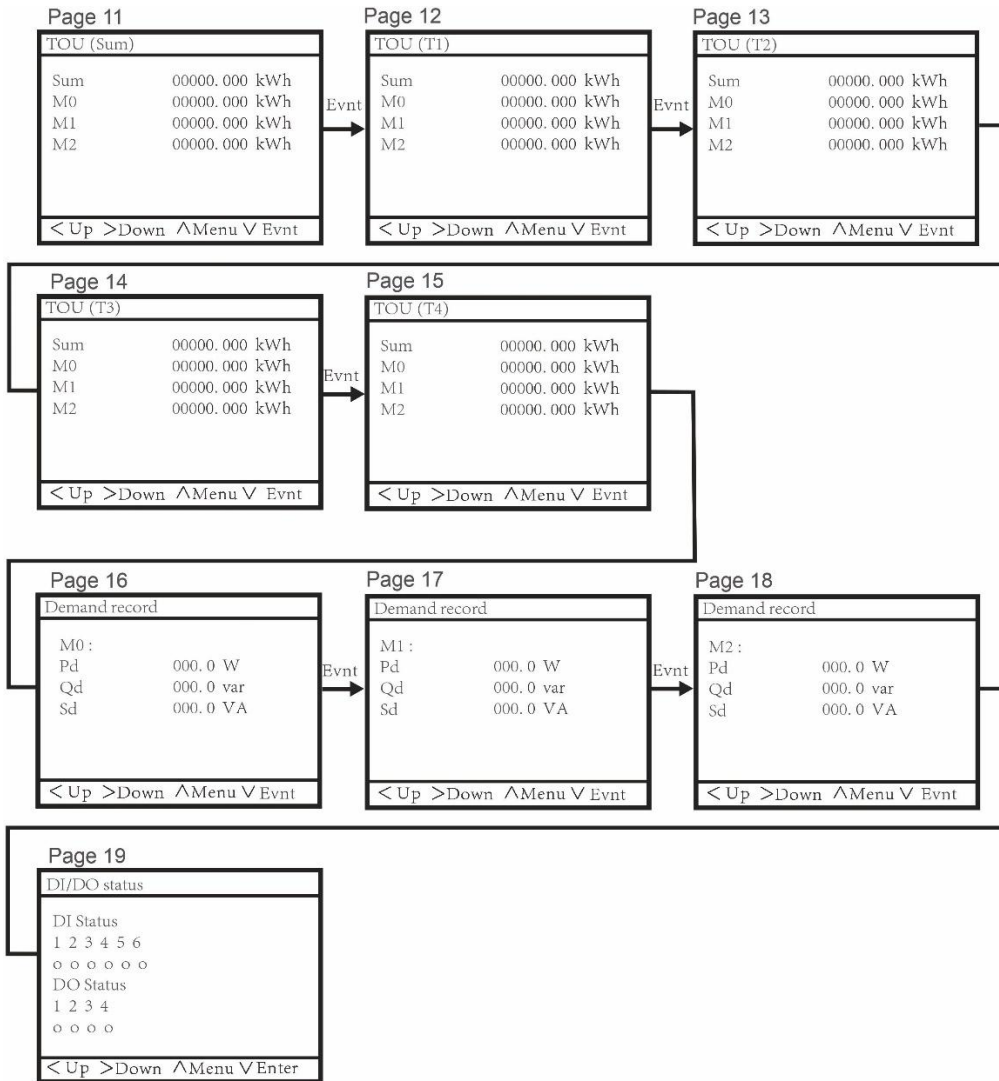 Page 11
TOU (Sum)
Sum 00000.000 kWh
M0 00000.000 kWh
M1 00000.000 kWh
M2 00000.000 kWh
< Up >Down ∧Menu ∨ Evnt
Evnt
Page 12
TOU (T1)
Sum 00000.000 kWh
M0 00000.000 kWh
M1 00000.000 kWh
M2 00000.000 kWh
< Up >Down ∧Menu ∨ Evnt
Evnt
Page 13
TOU (T2)
Sum 00000.000 kWh
M0 00000.000 kWh
M1 00000.000 kWh
M2 00000.000 kWh
< Up >Down ∧Menu ∨ Evnt
Page 14
TOU (T3)
Sum 00000.000 kWh
M0 00000.000 kWh
M1 00000.000 kWh
M2 00000.000 kWh
< Up >Down ∧Menu ∨ Evnt
Evnt
Page 15
TOU (T4)
Sum 00000.000 kWh
M0 00000.000 kWh
M1 00000.000 kWh
M2 00000.000 kWh
< Up >Down ∧Menu ∨ Evnt
Page 16
Demand record
M0 :
Pd 000.0 W
Qd 000.0 var
Sd 000.0 VA
< Up >Down ∧Menu ∨ Evnt
Evnt
Page 17
Demand record
M1 :
Pd 000.0 W
Qd 000.0 var
Sd 000.0 VA
< Up >Down ∧Menu ∨ Evnt
Evnt
Page 18
Demand record
M2 :
Pd 000.0 W
Qd 000.0 var
Sd 000.0 VA
< Up >Down ∧Menu ∨ Evnt
Page 19
DI/DO status
DI Status
1 2 3 4 5 6
o o o o o o
DO Status
1 2 3 4
o o o o
< Up >Down ∧Menu ∨ Enter